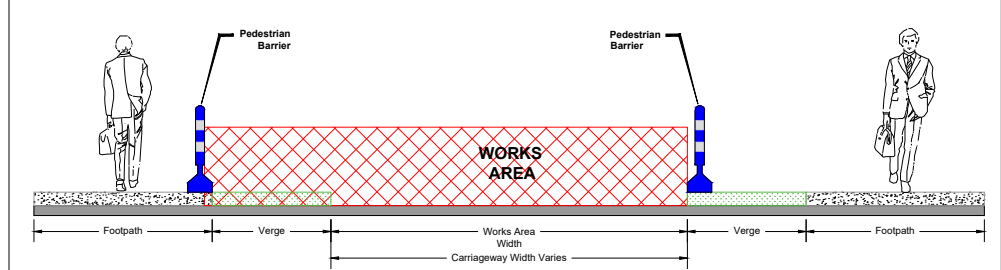 Pedestrian
Barrier
Pedestrian
Barrier
WORKS
AREA
Footpath
Verge
Works Area
Width
Carriageway Width Varies
Verge
Footpath